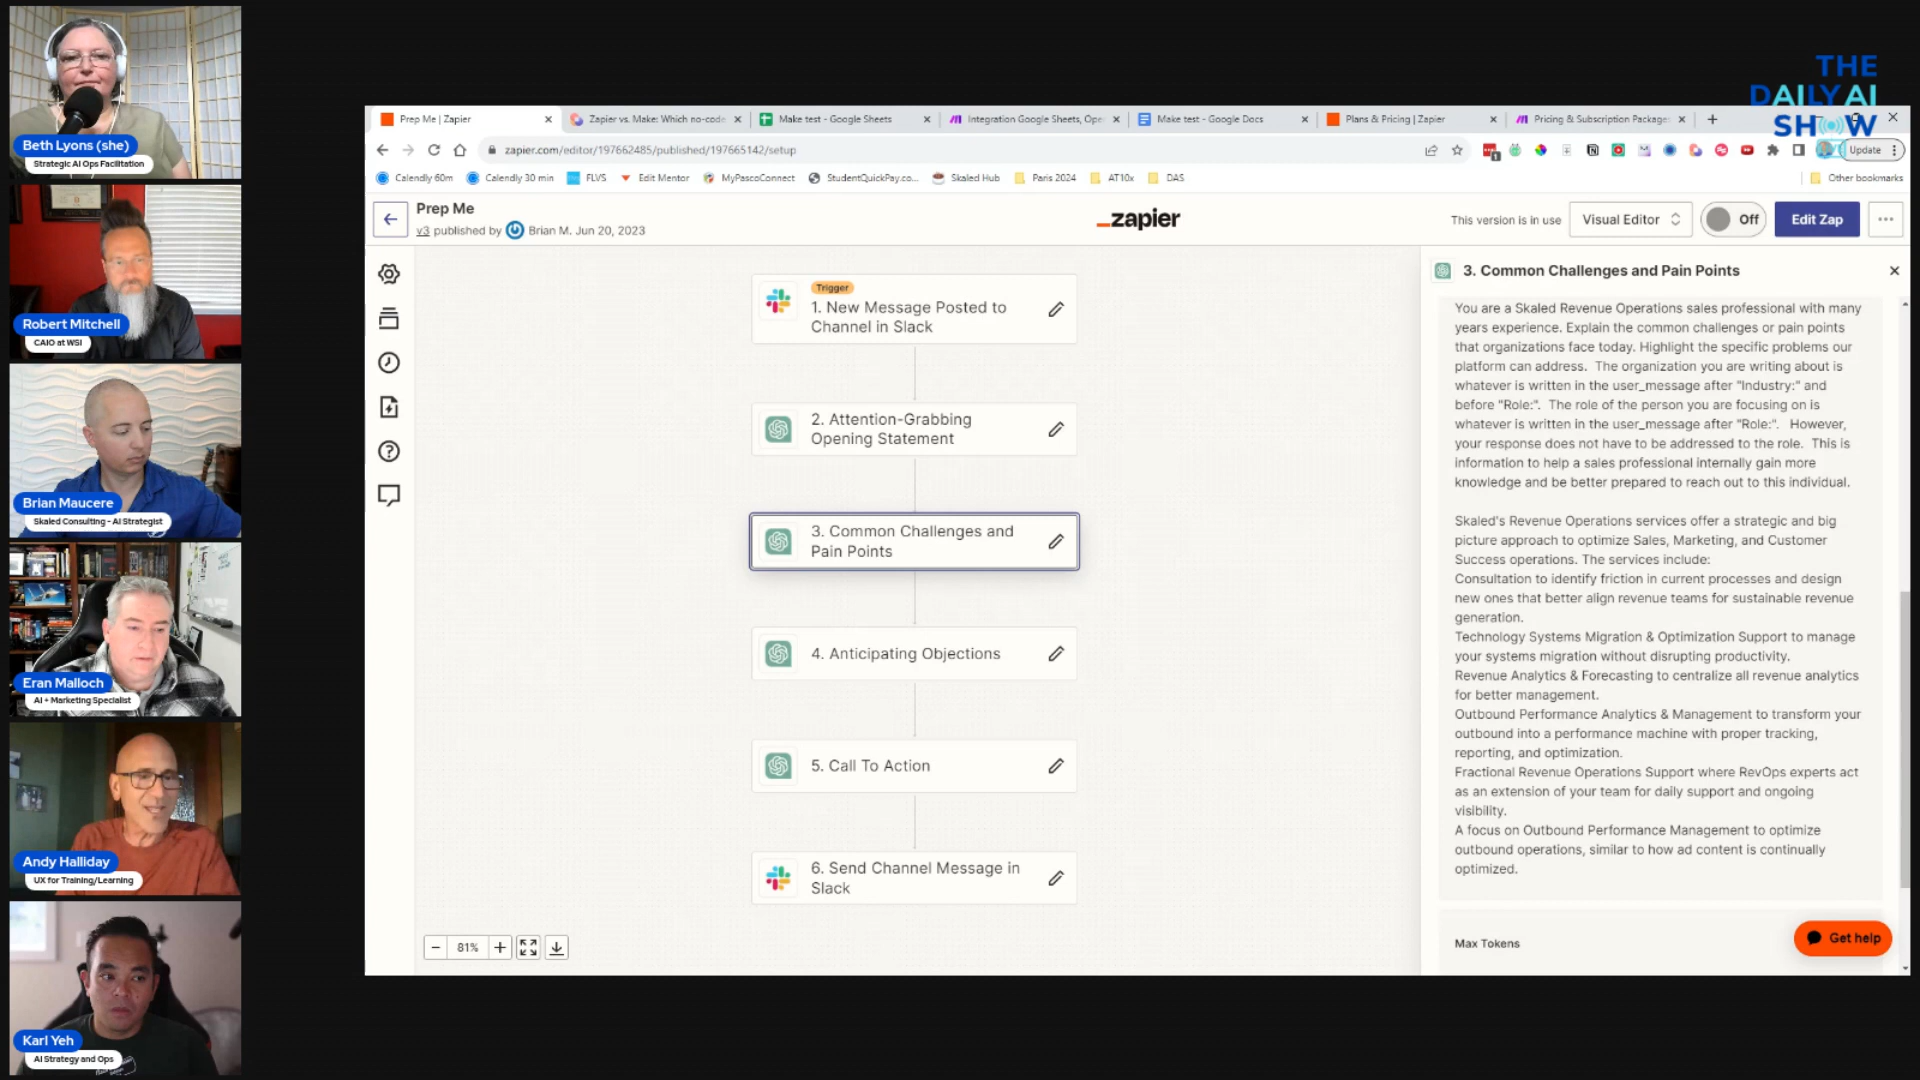 THE
DAILY AI
SHOW
Beth Lyons (she)
Strategic AI Ops Facilitation
Robert Mitchell
CAIO at WSI
Brian Maucere
Skaled Consulting - AI Strategist
Eran Malloch
AI + Marketing Specialist
Andy Halliday
UX for Training/Learning
Karl Yeh
AI Strategy and Ops
Prep Me | Zapier
Zapier vs. Make: Which no-code
Make test - Google Sheets
Integration Google Sheets, Ope
Make test - Google Docs
Plans & Pricing | Zapier
Pricing & Subscription Packages
zapier.com/editor/197662485/published/197665142/setup
Update
Calendly 60m
Calendly 30 min
FLVS
Edit Mentor
MyPascoConnect
StudentQuickPay.co...
Skaled Hub
Paris 2024
AT10x
DAS
Other bookmarks
Prep Me
v3 published by Brian M. Jun 20, 2023
zapier
This version is in use
Visual Editor
Off
Edit Zap
Trigger
1. New Message Posted to
Channel in Slack
2. Attention-Grabbing
Opening Statement
3. Common Challenges and
Pain Points
4. Anticipating Objections
5. Call To Action
6. Send Channel Message in
Slack
81%
3. Common Challenges and Pain Points
You are a Skaled Revenue Operations sales professional with many
years experience. Explain the common challenges or pain points
that organizations face today. Highlight the specific problems our
platform can address. The organization you are writing about is
whatever is written in the user_message after "Industry:" and
before "Role:". The role of the person you are focusing on is
whatever is written in the user_message after "Role:". However,
your response does not have to be addressed to the role. This is
information to help a sales professional internally gain more
knowledge and be better prepared to reach out to this individual.
Skaled's Revenue Operations services offer a strategic and big
picture approach to optimize Sales, Marketing, and Customer
Success operations. The services include:
Consultation to identify friction in current processes and design
new ones that better align revenue teams for sustainable revenue
generation.
Technology Systems Migration & Optimization Support to manage
your systems migration without disrupting productivity.
Revenue Analytics & Forecasting to centralize all revenue analytics
for better management.
Outbound Performance Analytics & Management to transform your
outbound into a performance machine with proper tracking,
reporting, and optimization.
Fractional Revenue Operations Support where RevOps experts act
as an extension of your team for daily support and ongoing
visibility.
A focus on Outbound Performance Management to optimize
outbound operations, similar to how ad content is continually
optimized.
Max Tokens
Get help